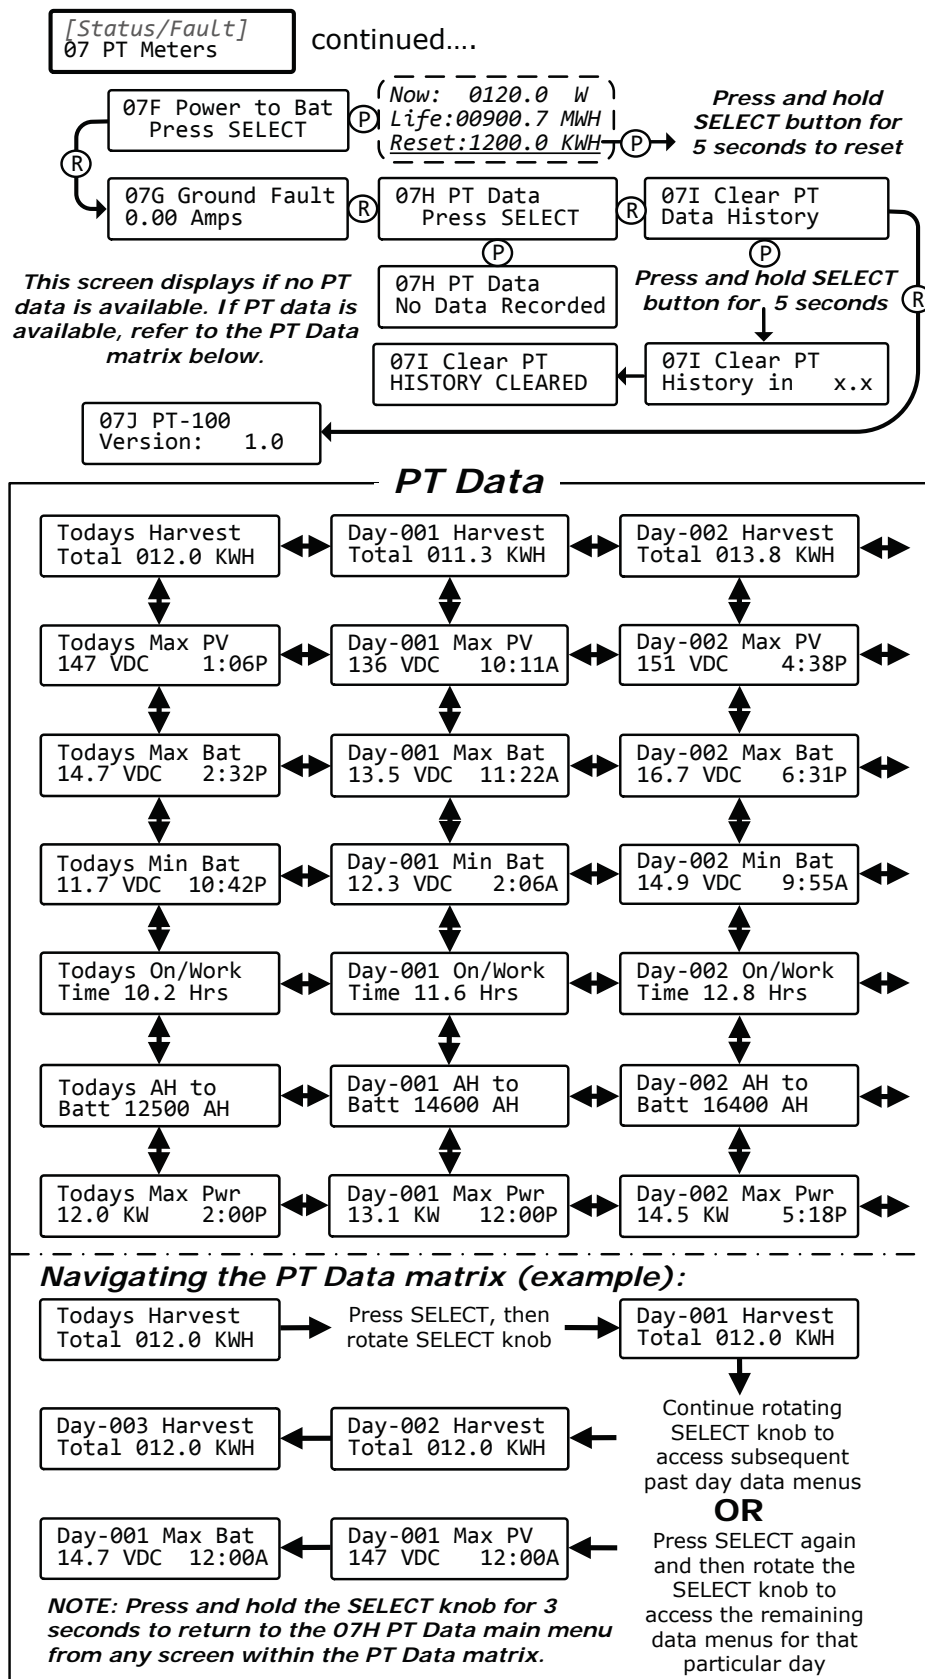 [Status/Fault]
07 PT Meters
continued....
07F Power to Bat
Press SELECT
P
Now: 0120.0 W
Life:00900.7 MWH
Reset:1200.0 KWH
P
Press and hold
SELECT button for
5 seconds to reset
R
07G Ground Fault
0.00 Amps
R
07H PT Data
Press SELECT
R
07I Clear PT
Data History
P
P
R
This screen displays if no PT
data is available. If PT data is
available, refer to the PT Data
matrix below.
07H PT Data
No Data Recorded
Press and hold SELECT
button for 5 seconds
07I Clear PT
HISTORY CLEARED
07I Clear PT
History in x.x
07J PT-100
Version: 1.0
PT Data
Todays Harvest
Total 012.0 KWH
Day-001 Harvest
Total 011.3 KWH
Day-002 Harvest
Total 013.8 KWH
Todays Max PV
147 VDC 1:06P
Day-001 Max PV
136 VDC 10:11A
Day-002 Max PV
151 VDC 4:38P
Todays Max Bat
14.7 VDC 2:32P
Day-001 Max Bat
13.5 VDC 11:22A
Day-002 Max Bat
16.7 VDC 6:31P
Todays Min Bat
11.7 VDC 10:42P
Day-001 Min Bat
12.3 VDC 2:06A
Day-002 Min Bat
14.9 VDC 9:55A
Todays On/Work
Time 10.2 Hrs
Day-001 On/Work
Time 11.6 Hrs
Day-002 On/Work
Time 12.8 Hrs
Todays AH to
Batt 12500 AH
Day-001 AH to
Batt 14600 AH
Day-002 AH to
Batt 16400 AH
Todays Max Pwr
12.0 KW 2:00P
Day-001 Max Pwr
13.1 KW 12:00P
Day-002 Max Pwr
14.5 KW 5:18P
Navigating the PT Data matrix (example):
Todays Harvest
Total 012.0 KWH
Press SELECT, then
rotate SELECT knob
Day-001 Harvest
Total 012.0 KWH
Day-003 Harvest
Total 012.0 KWH
Day-002 Harvest
Total 012.0 KWH
Continue rotating
SELECT knob to
access subsequent
past day data menus
OR
Day-001 Max Bat
14.7 VDC 12:00A
Day-001 Max PV
147 VDC 12:00A
Press SELECT again
and then rotate the
SELECT knob to
access the remaining
data menus for that
particular day
NOTE: Press and hold the SELECT knob for 3
seconds to return to the 07H PT Data main menu
from any screen within the PT Data matrix.